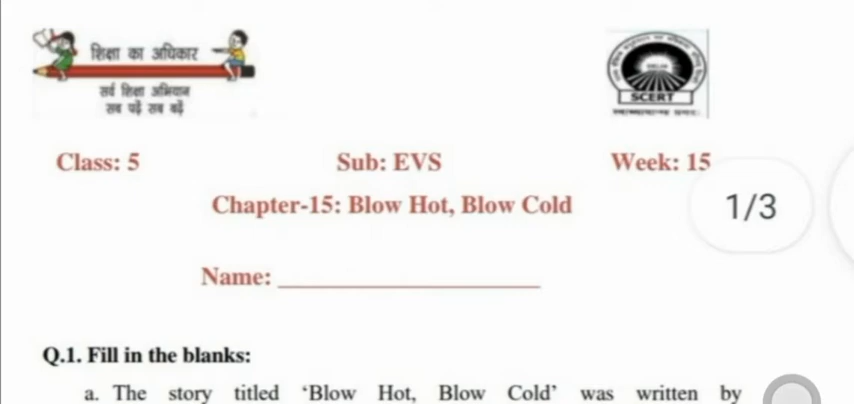 शिक्षा का अधिकार
सर्व शिक्षा अभियान
सब पढ़ें सब बढ़ें
SCERT
Class: 5 Sub: EVS Week: 15
Chapter-15: Blow Hot, Blow Cold
1/3
Name:
Q.1. Fill in the blanks:
a. The story titled ‘Blow Hot, Blow Cold’ was written by